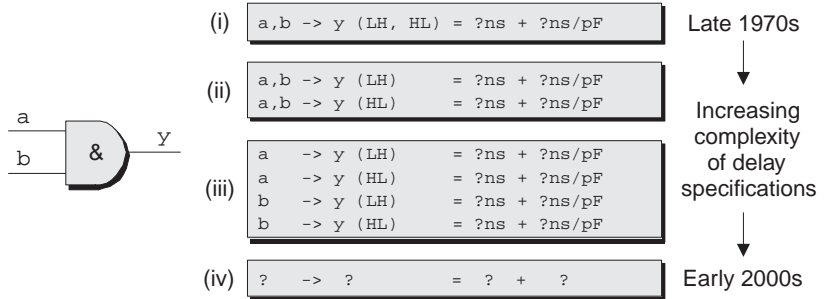 a
b
&
y
(i) a,b -> y (LH, HL) = ?ns + ?ns/pF
(ii) a,b -> y (LH) = ?ns + ?ns/pF
a,b -> y (HL) = ?ns + ?ns/pF
(iii) a -> y (LH) = ?ns + ?ns/pF
a -> y (HL) = ?ns + ?ns/pF
b -> y (LH) = ?ns + ?ns/pF
b -> y (HL) = ?ns + ?ns/pF
(iv) ? -> ? = ? + ?
Late 1970s
Increasing
complexity
of delay
specifications
Early 2000s